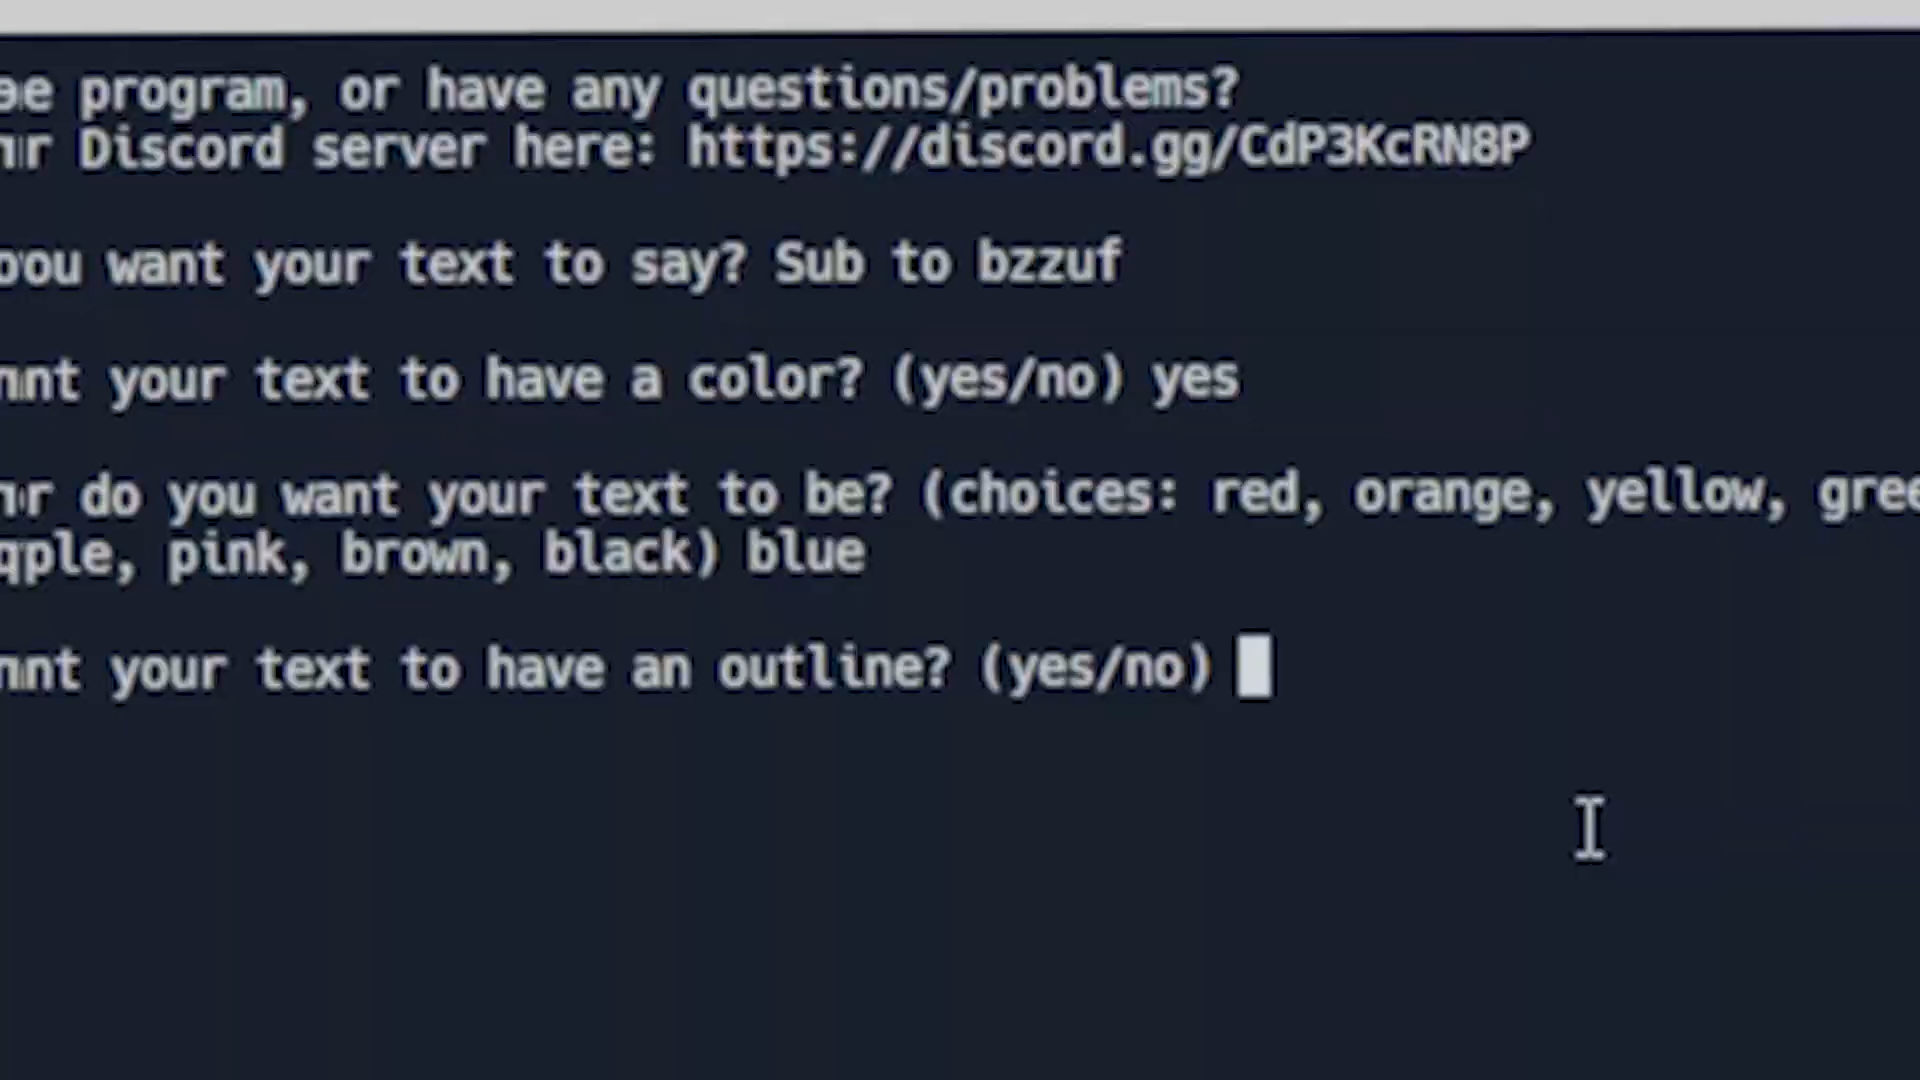 program, or have any questions/problems?
Discord server here: https://discord.gg/CdP3KcRN8P
you want your text to say? Sub to bzzuf
your text to have a color? (yes/no) yes
do you want your text to be? (choices: red, orange, yellow, gree
pink, brown, black) blue
your text to have an outline? (yes/no)